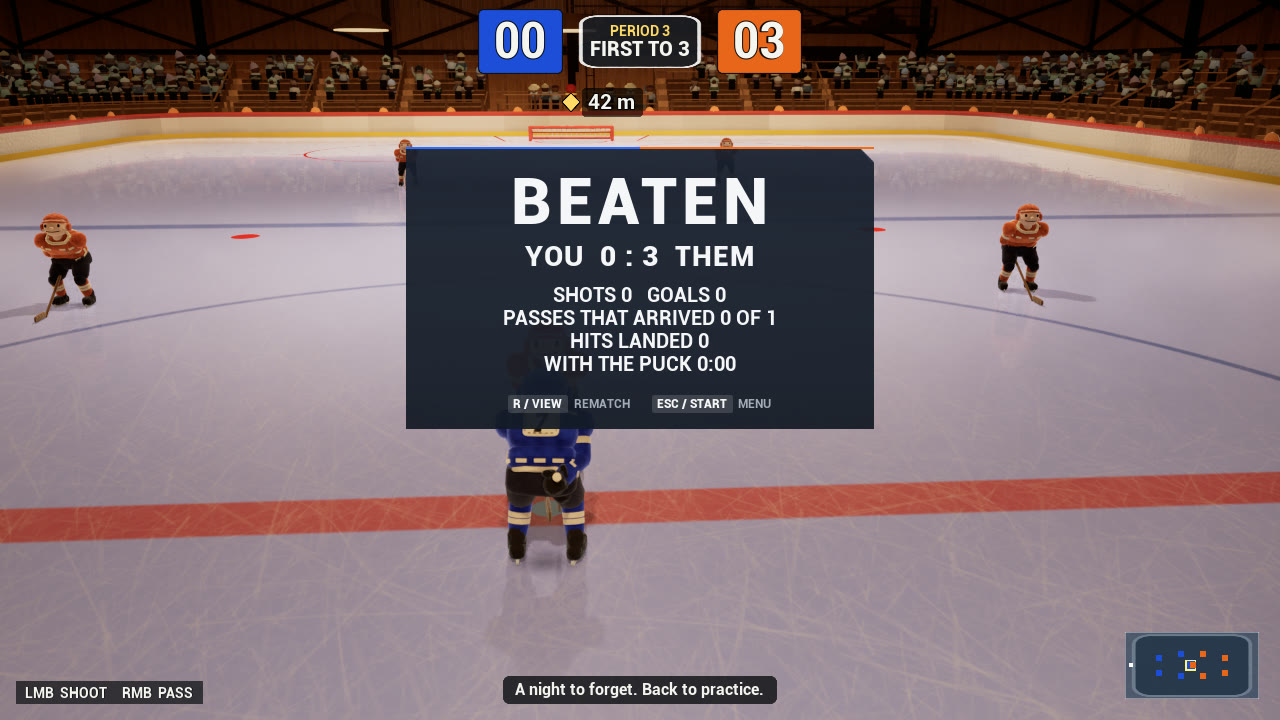 00
PERIOD 3
FIRST TO 3
03
42 m
BEATEN
YOU 0 : 3 THEM
SHOTS 0 GOALS 0
PASSES THAT ARRIVED 0 OF 1
HITS LANDED 0
WITH THE PUCK 0:00
R / VIEW REMATCH ESC / START MENU
LMB SHOOT RMB PASS
A night to forget. Back to practice.